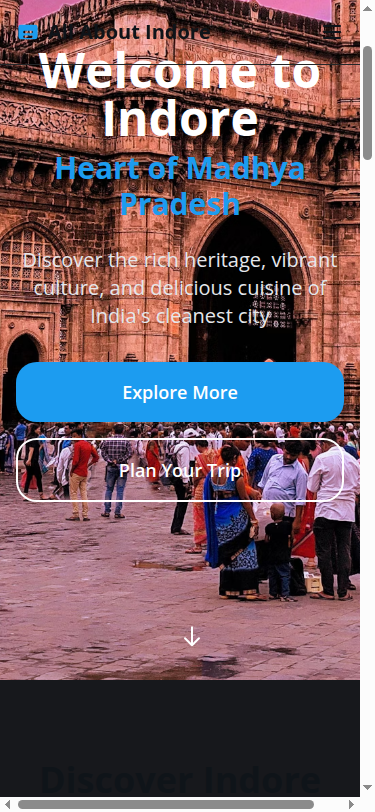 All About Indore
Welcome to
Indore
Heart of Madhya
Pradesh
Discover the rich heritage, vibrant
culture, and delicious cuisine of
India's cleanest city
Explore More
Plan Your Trip
Discover Indore